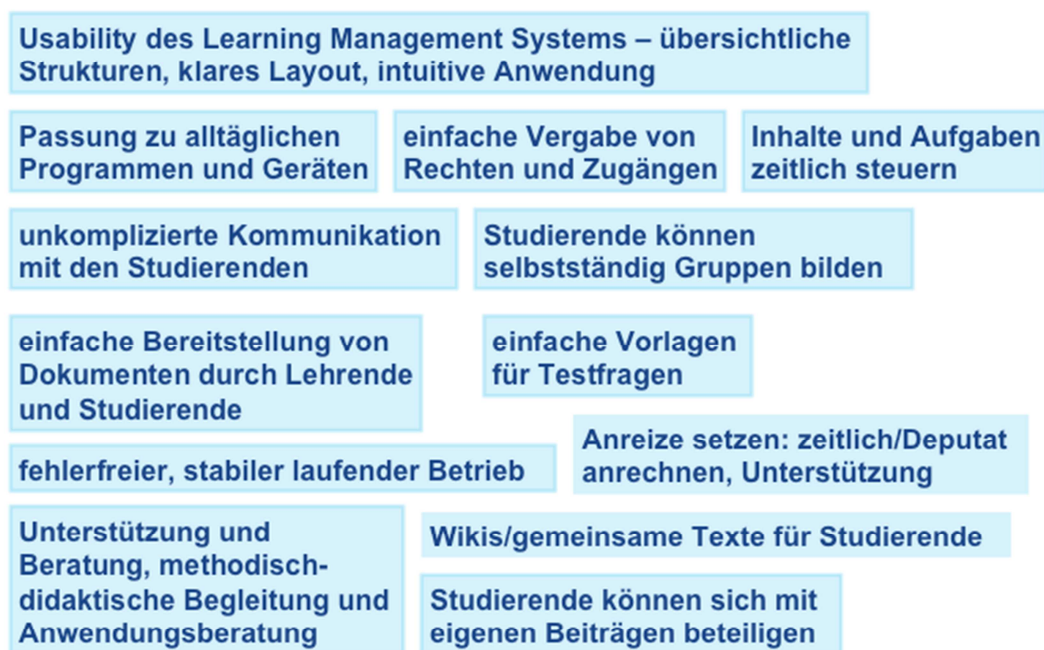 Usability des Learning Management Systems – übersichtliche
Strukturen, klares Layout, intuitive Anwendung
Passung zu alltäglichen
Programmen und Geräten
einfache Vergabe von
Rechten und Zugängen
Inhalte und Aufgaben
zeitlich steuern
unkomplizierte Kommunikation
mit den Studierenden
Studierende können
selbstständig Gruppen bilden
einfache Bereitstellung von
Dokumenten durch Lehrende
und Studierende
einfache Vorlagen
für Testfragen
Anreize setzen: zeitlich/Deputat
anrechnen, Unterstützung
fehlerfreier, stabiler laufender Betrieb
Unterstützung und
Beratung, methodisch-
didaktische Begleitung und
Anwendungsberatung
Wikis/gemeinsame Texte für Studierende
Studierende können sich mit
eigenen Beiträgen beteiligen